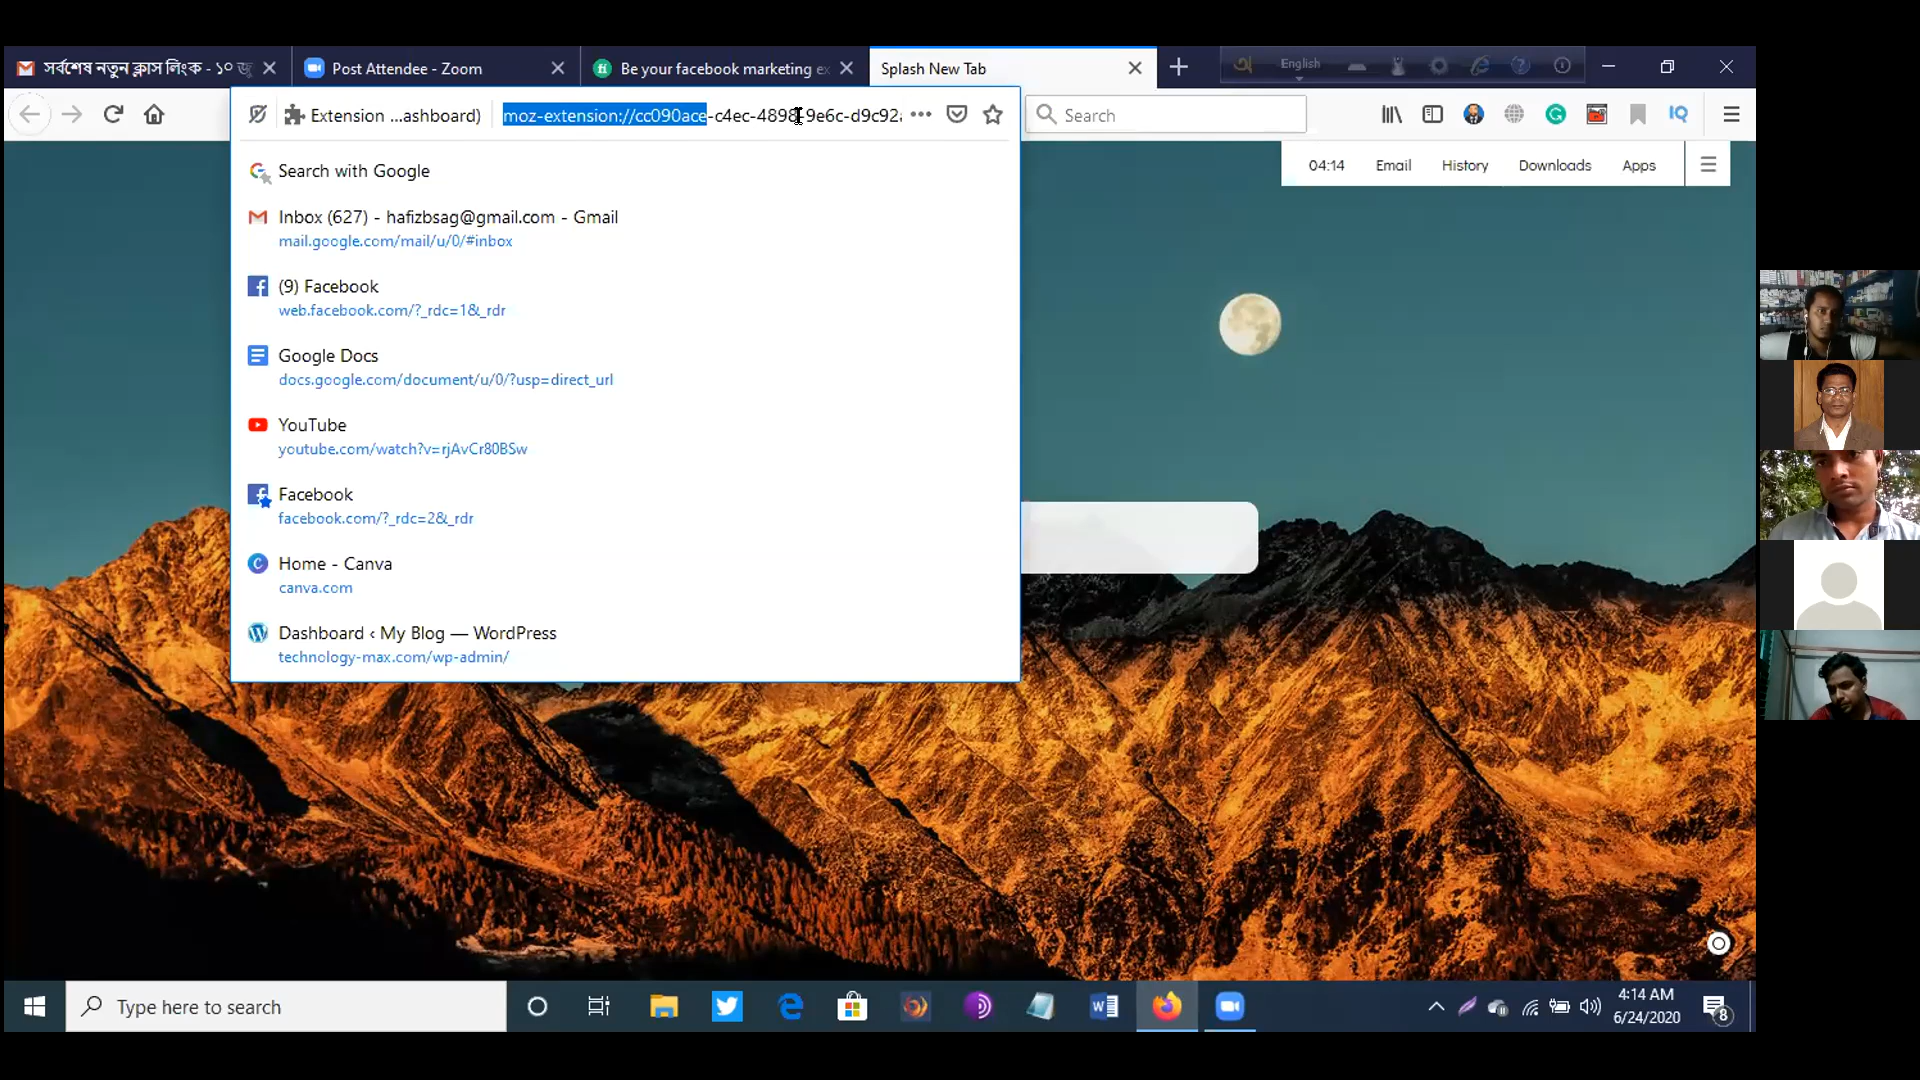 সর্বশেষ নতুন ক্লাস লিংক - ১০ জু
Post Attendee - Zoom
Be your facebook marketing ex
Splash New Tab
English
Extension ...ashboard)
moz-extension://cc090ace-c4ec-4898-9e6c-d9c92
Search
IQ
Search with Google
04:14
Email
History
Downloads
Apps
Inbox (627) - hafizbsag@gmail.com - Gmail
mail.google.com/mail/u/0/#inbox
(9) Facebook
web.facebook.com/?_rdc=1&_rdr
Google Docs
docs.google.com/document/u/0/?usp=direct_url
YouTube
youtube.com/watch?v=rjAvCr80BSw
Facebook
facebook.com/?_rdc=2&_rdr
Home - Canva
canva.com
Dashboard ‹ My Blog — WordPress
technology-max.com/wp-admin/
Type here to search
4:14 AM
6/24/2020
8